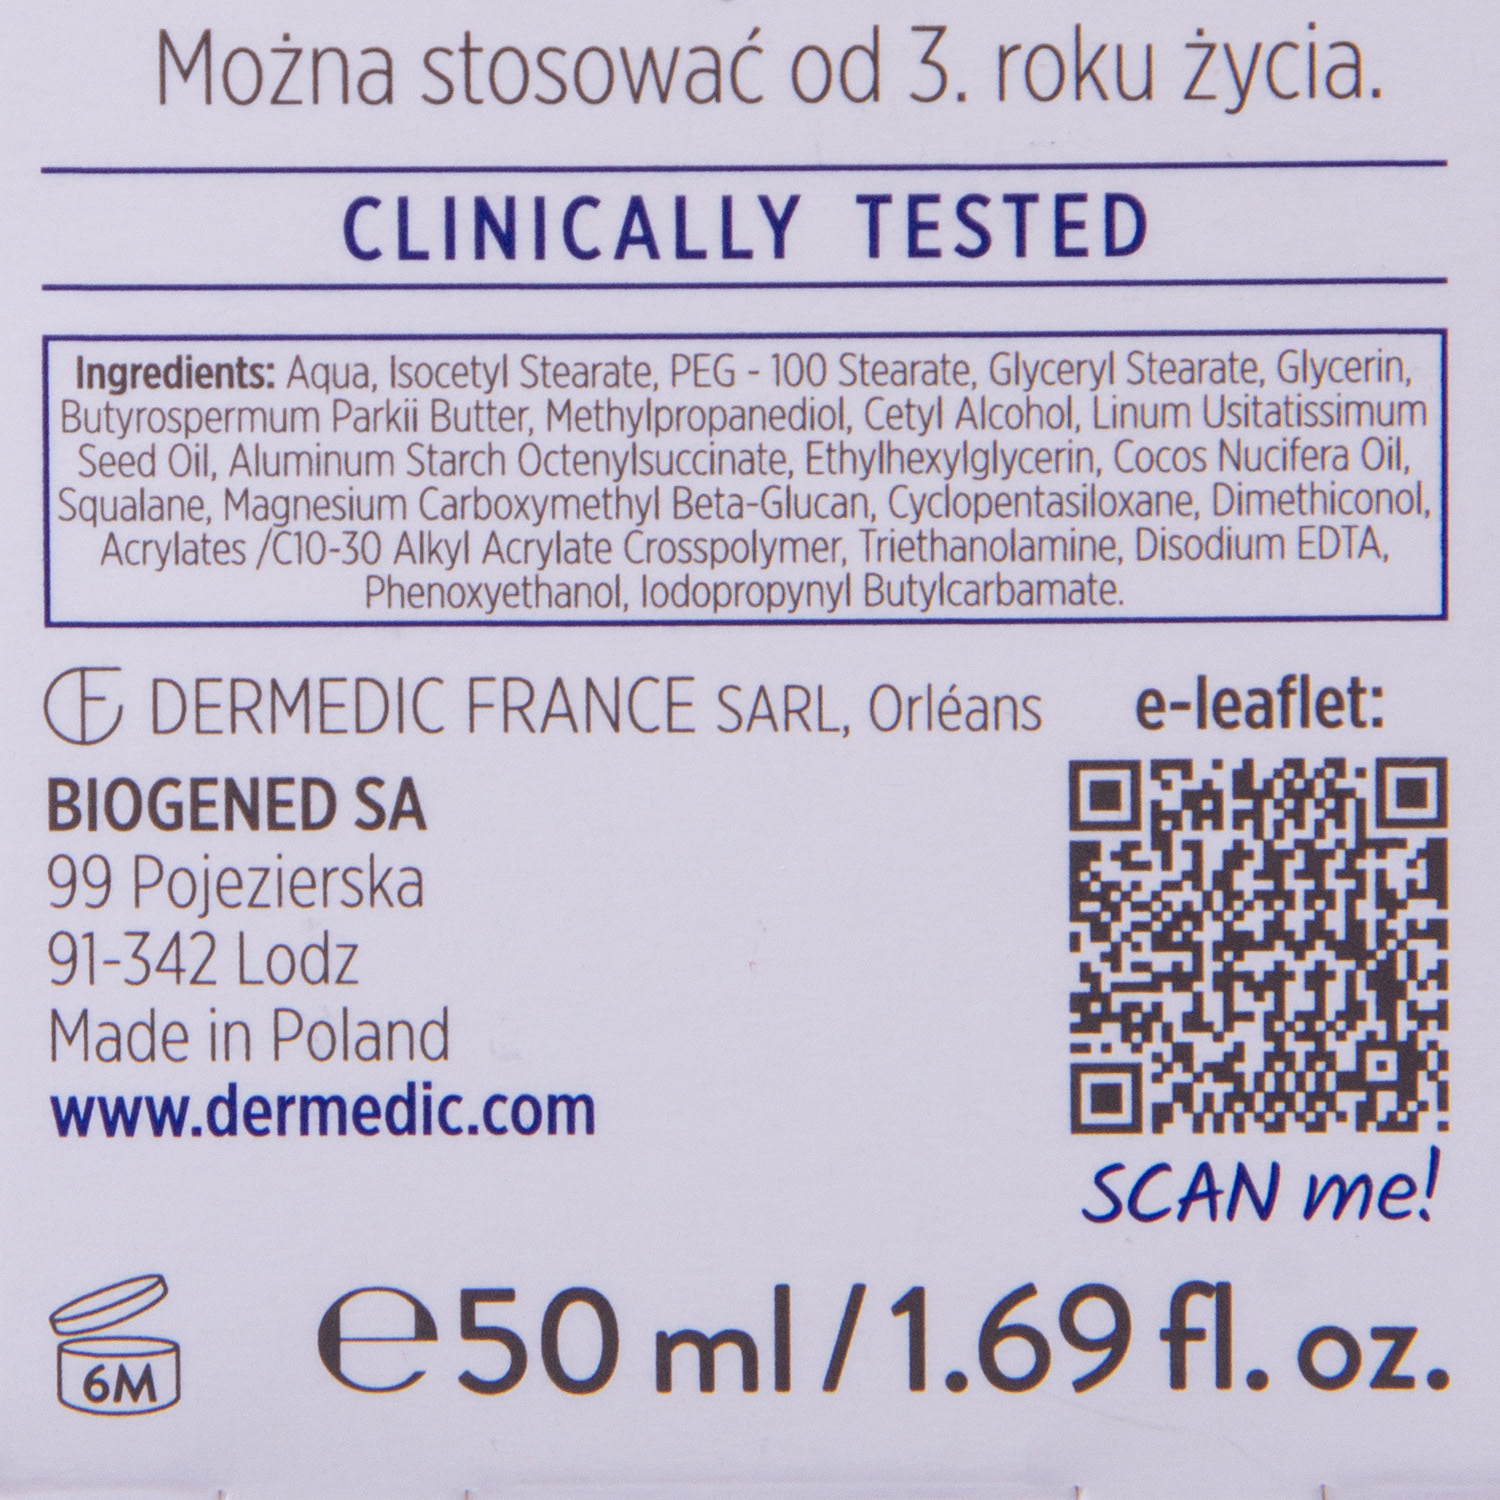 Można stosować od 3. roku życia.
CLINICALLY TESTED
Ingredients: Aqua, Isocetyl Stearate, PEG - 100 Stearate, Glyceryl Stearate, Glycerin,
Butyrospermum Parkii Butter, Methylpropanediol, Cetyl Alcohol, Linum Usitatissimum
Seed Oil, Aluminum Starch Octenylsuccinate, Ethylhexylglycerin, Cocos Nucifera Oil,
Squalane, Magnesium Carboxymethyl Beta-Glucan, Cyclopentasiloxane, Dimethiconol,
Acrylates /C10-30 Alkyl Acrylate Crosspolymer, Triethanolamine, Disodium EDTA,
Phenoxyethanol, Iodopropynyl Butylcarbamate.
DERMEDIC FRANCE SARL, Orléans
BIOGENED SA
99 Pojezierska
91-342 Lodz
Made in Poland
www.dermedic.com
e-leaflet:
SCAN me!
6M
℮50 ml / 1.69 fl. oz.